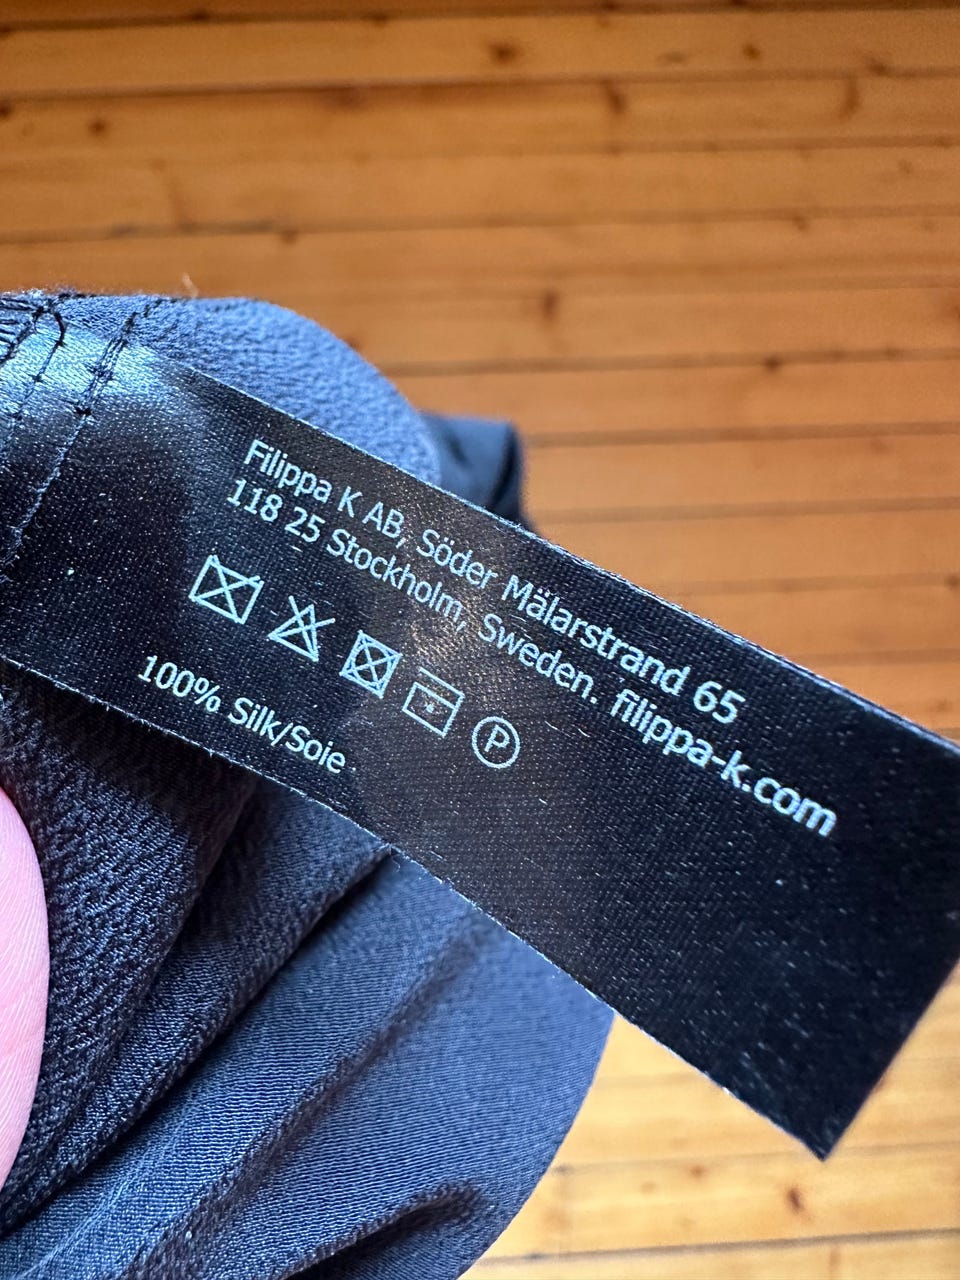 Filippa K AB, Söder Mälarstrand 65
118 25 Stockholm, Sweden. filippa-k.com
P
100% Silk/Soie